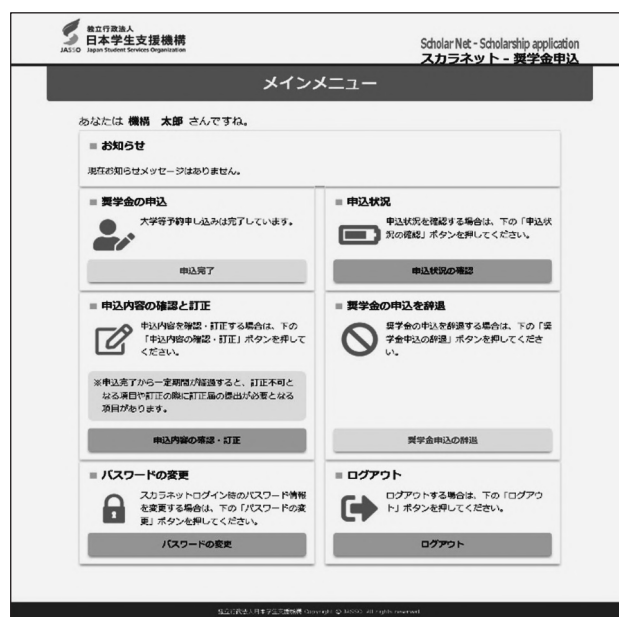 独立行政法人
日本学生支援機構
JASSO Japan Student Services Organization
Scholar Net - Scholarship application
スカラネット - 奨学金申込
メインメニュー
あなたは 機構 太郎 さんですね。
お知らせ
現在お知らせメッセージはありません。
奨学金の申込
大学等予約申し込みは完了しています。
申込完了
申込状況
申込状況を確認する場合は、下の「申込状
況の確認」ボタンを押してください。
申込状況の確認
申込内容の確認と訂正
申込内容を確認・訂正する場合は、下の
「申込内容の確認・訂正」ボタンを押して
ください。
※申込完了から一定期間が経過すると、訂正不可と
なる項目や訂正の際に訂正届の提出が必要となる
項目があります。
申込内容の確認・訂正
奨学金の申込を辞退
奨学金の申込を辞退する場合は、下の「奨
学金申込の辞退」ボタンを押してくださ
い。
奨学金申込の辞退
パスワードの変更
スカラネットログイン時のパスワード情報
を変更する場合は、下の「パスワードの変
更」ボタンを押してください。
パスワードの変更
ログアウト
ログアウトする場合は、下の「ログアウ
ト」ボタンを押してください。
ログアウト
独立行政法人日本学生支援機構 Copyright © JASSO. All rights reserved.